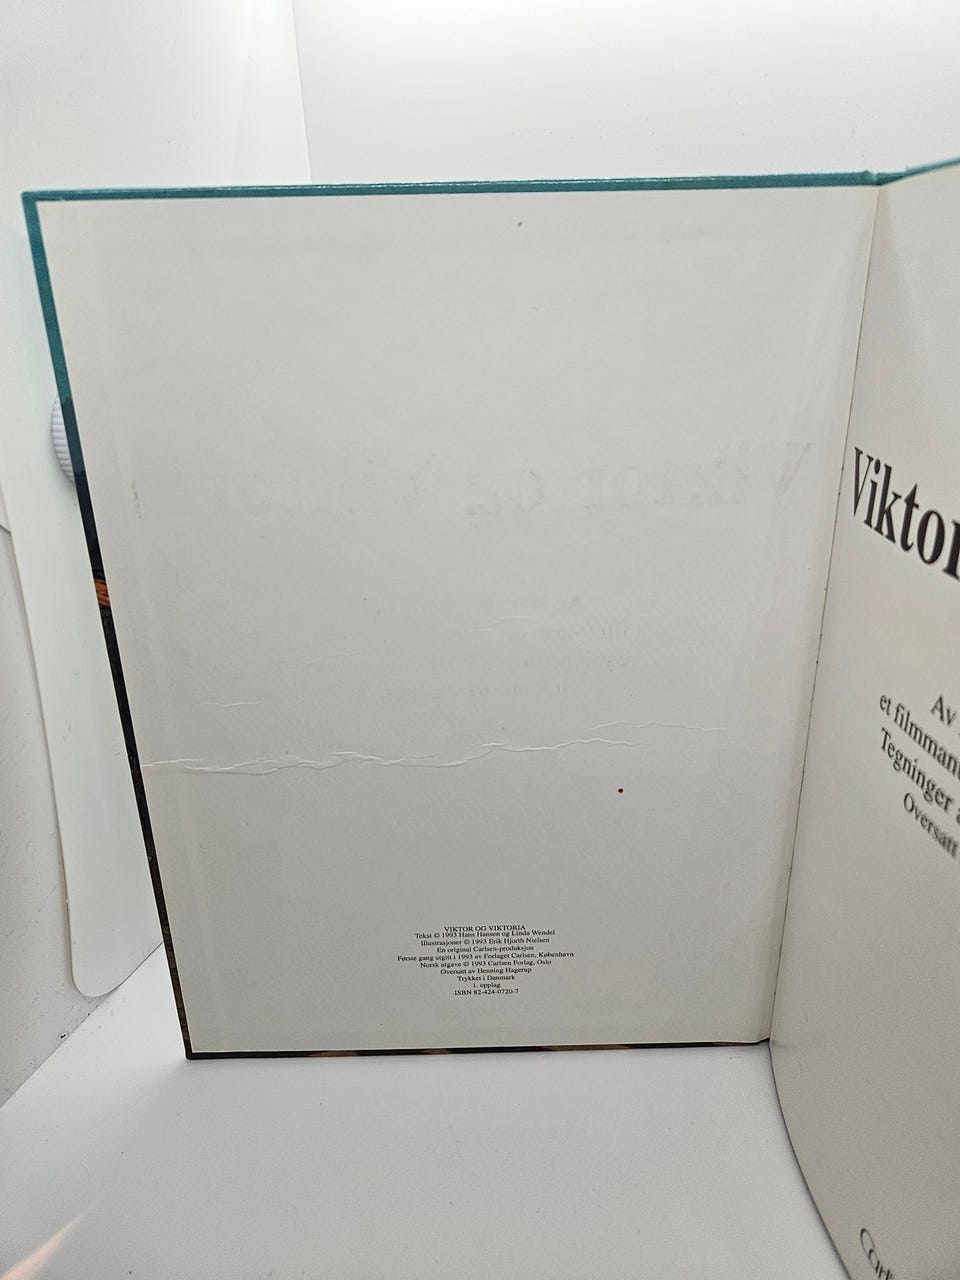 VIKTOR OG VIKTORIA
Tekst © 1993 Hans Hansen og Linda Wendel
Illustrasjoner © 1993 Erik Hjorth Nielsen
En original Carlsen-produksjon
Første gang utgitt i 1993 av Forlaget Carlsen, København
Norsk utgave © 1993 Carlsen Forlag, Oslo
Oversatt av Henning Hagerup
Trykket i Danmark
1. opplag
ISBN 82-424-0720-7
Viktor
Av
et filmmanu
Tegninger a
Oversatt